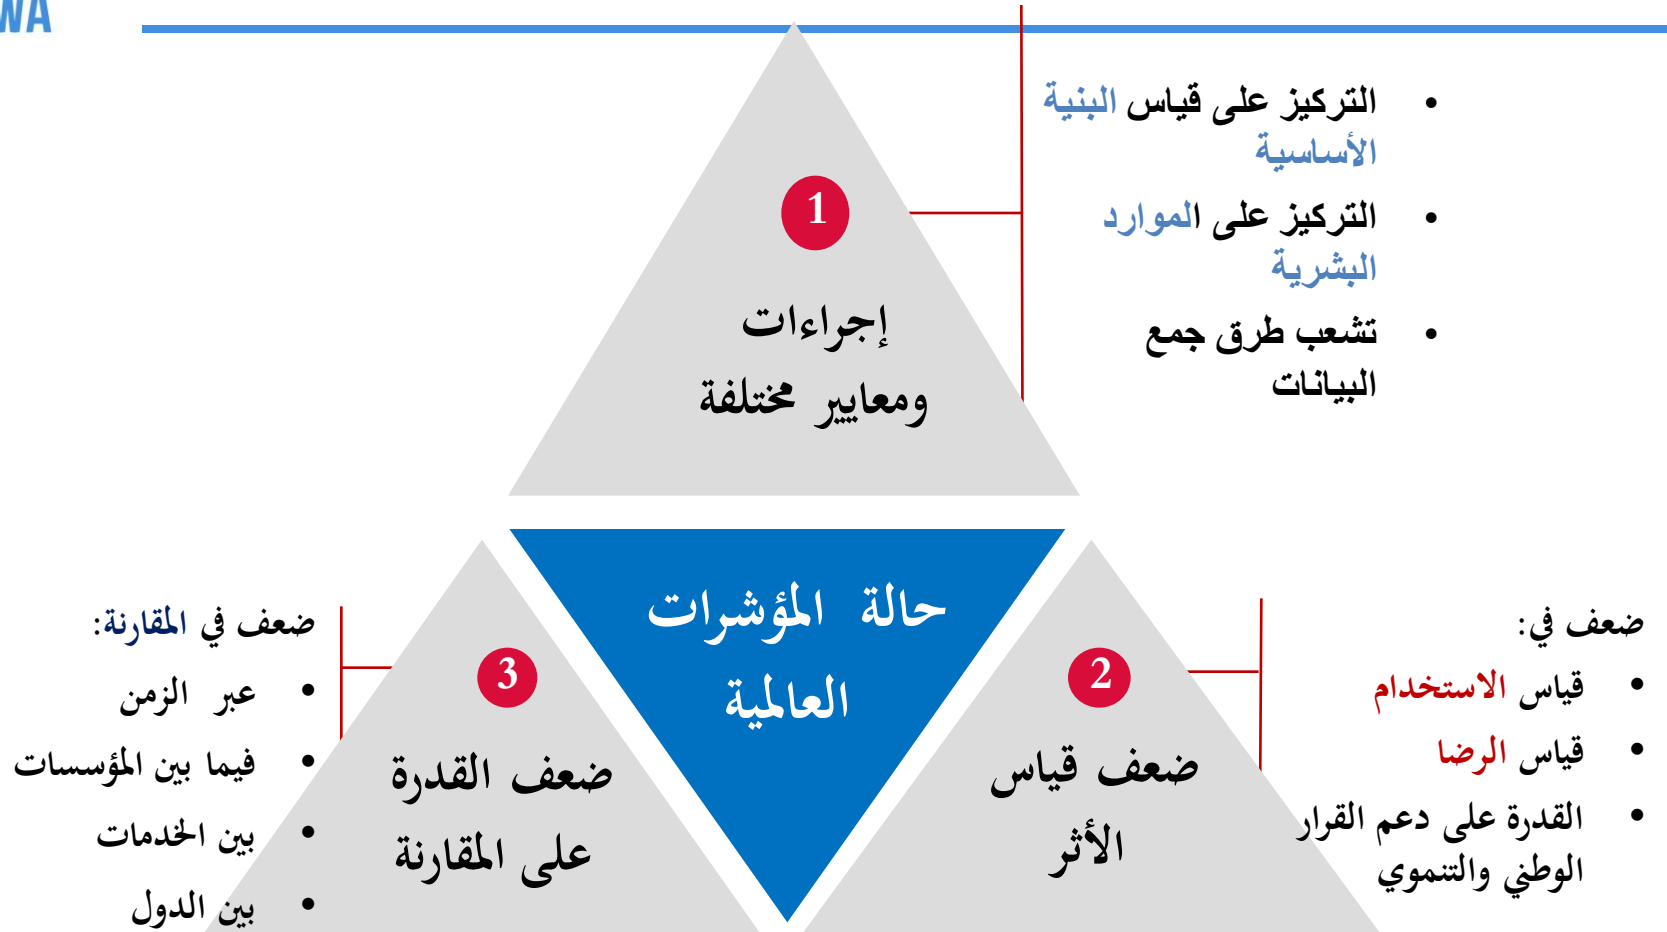 WA
1
إجراءات
ومعايير مختلفة
• التركيز على قياس البنية
الأساسية
• التركيز على الموارد
البشرية
• تشعب طرق جمع
البيانات
حالة المؤشرات
العالمية
2
ضعف قياس
الأثر
ضعف في:
• قياس الاستخدام
• قياس الرضا
• القدرة على دعم القرار
الوطني والتنموي
3
ضعف القدرة
على المقارنة
ضعف في المقارنة:
• عبر الزمن
• فيما بين المؤسسات
• بين الخدمات
• بين الدول